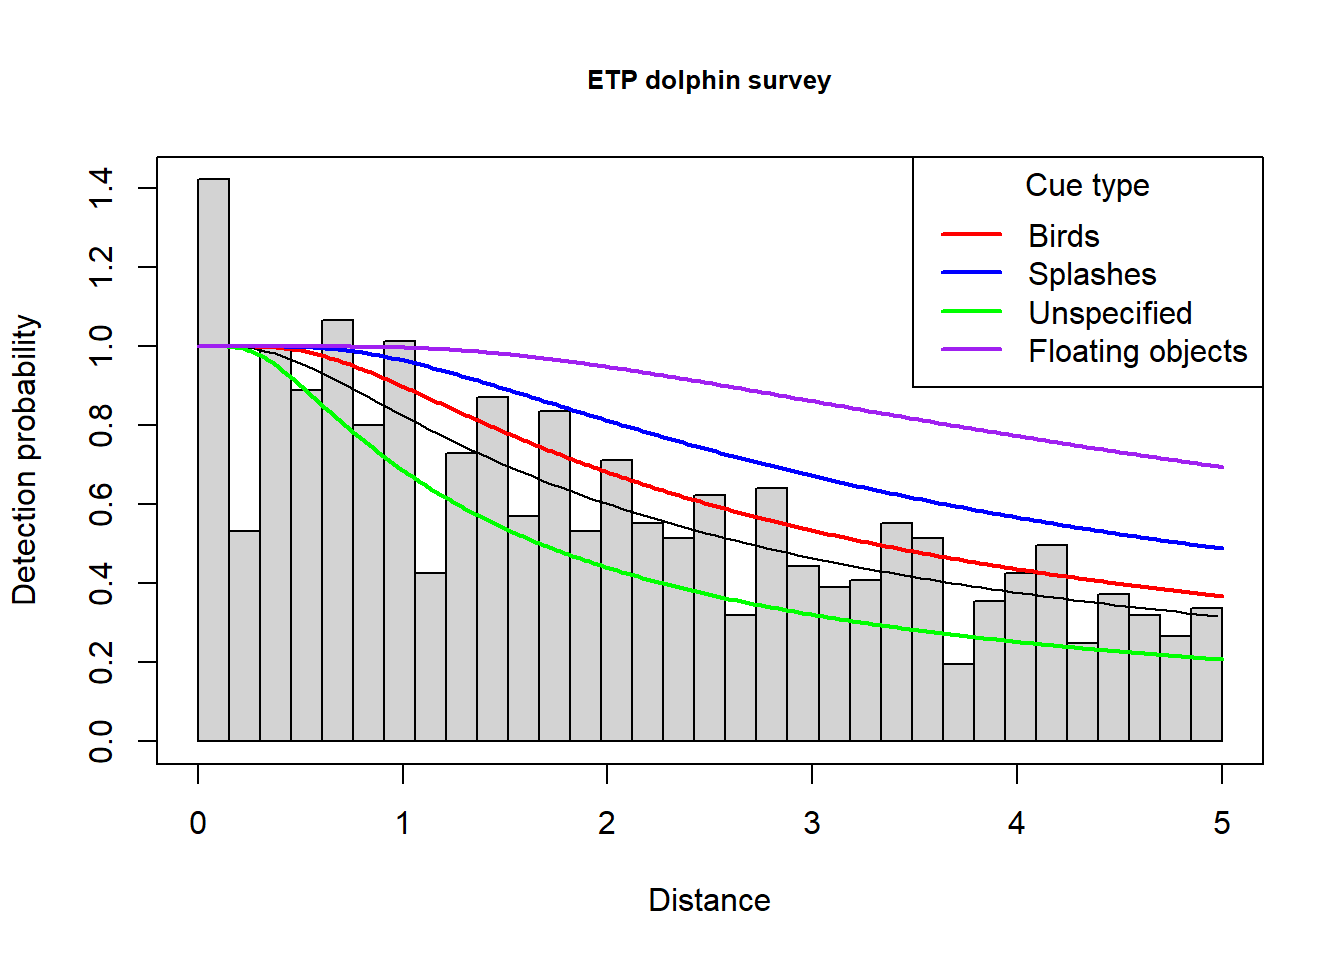 ETP dolphin survey
Detection probability
1.4
1.2
1.0
0.8
0.6
0.4
0.2
0.0
Cue type
Birds
Splashes
Unspecified
Floating objects
0 1 2 3 4 5
Distance